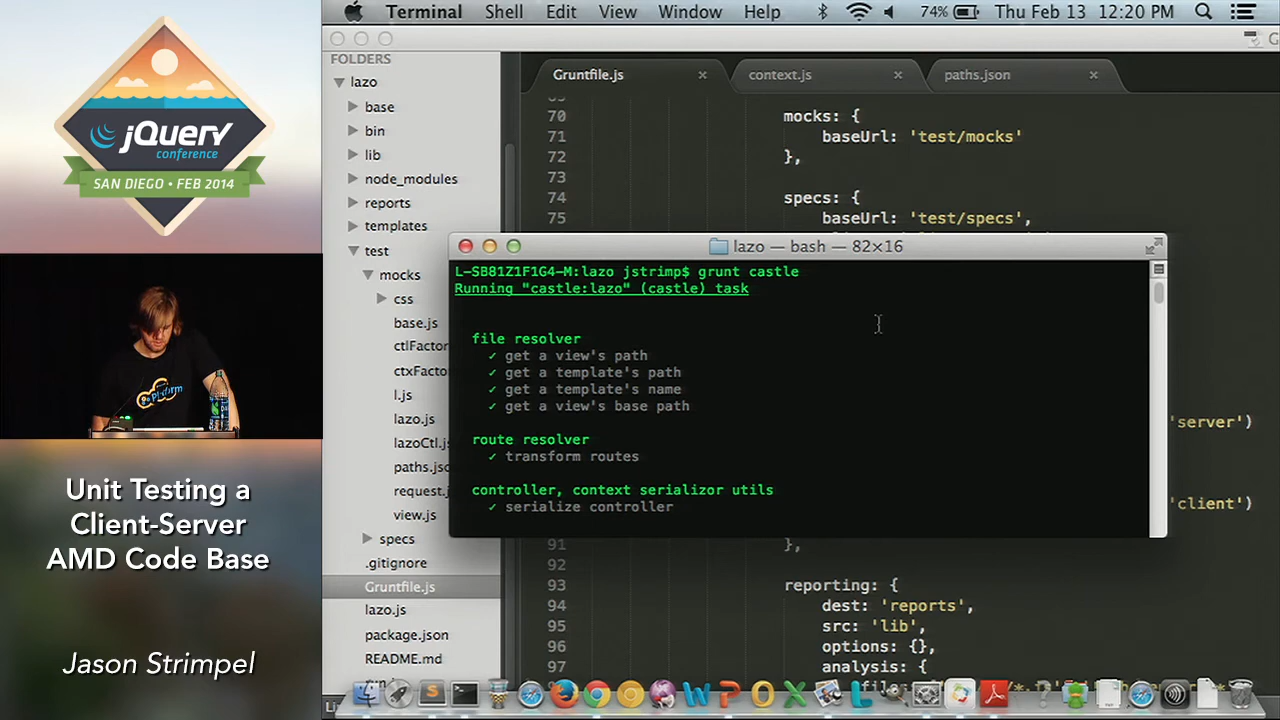 jQuery
conference
SAN DIEGO • FEB 2014
platform
Unit Testing a
Client-Server
AMD Code Base
Jason Strimpel
Terminal Shell Edit View Window Help 74% Thu Feb 13 12:20 PM
FOLDERS
lazo
base
bin
lib
node_modules
reports
templates
test
mocks
css
base.js
ctlFactor
ctxFactor
l.js
lazo.js
lazoCtl.js
paths.jso
request.j
view.js
specs
.gitignore
Gruntfile.js
lazo.js
package.json
README.md
Gruntfile.js × context.js × paths.json ×
70 mocks: {
71 baseUrl: 'test/mocks'
72 },
73
74 specs: {
75 baseUrl: 'test/specs',
lazo — bash — 82×16
L-SB81Z1F1G4-M:lazo jstrimp$ grunt castle
Running "castle:lazo" (castle) task
file resolver
✓ get a view's path
✓ get a template's path
✓ get a template's name
✓ get a view's base path
route resolver
✓ transform routes
controller, context serializor utils
✓ serialize controller
'server')
'client')
91 },
92
93 reporting: {
94 dest: 'reports',
95 src: 'lib',
96 options: {},
97 analysis: {